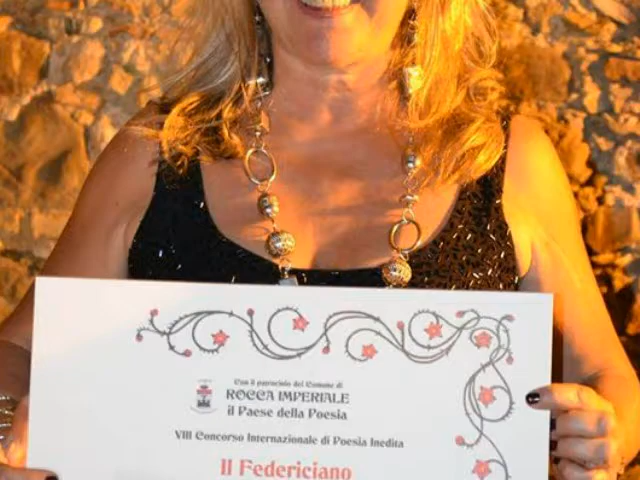 Con il patrocinio del Comune di
ROCCA IMPERIALE
il Paese della Poesia
VIII Concorso Internazionale di Poesia Inedita
Il Federiciano